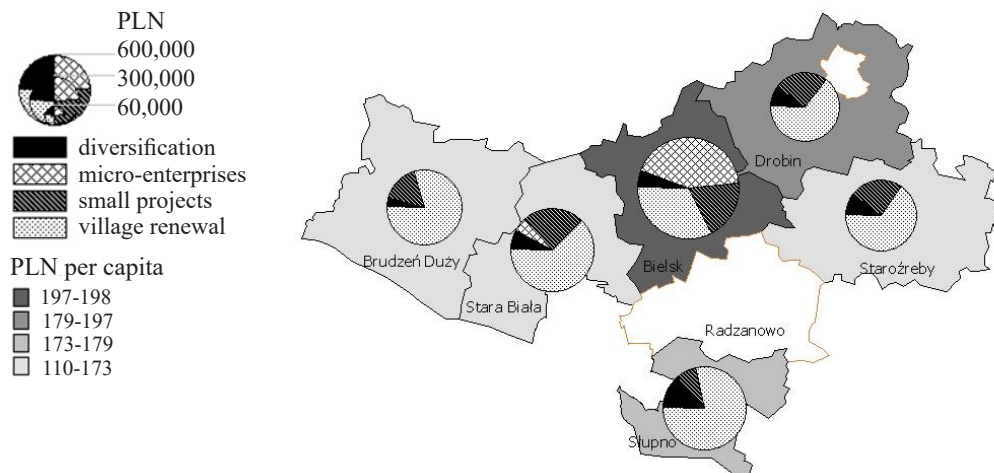 PLN
600,000
300,000
60,000
diversification
micro-enterprises
small projects
village renewal
PLN per capita
197-198
179-197
173-179
110-173
Drobin
Brudzeń Duży
Bielsk
Staroźreby
Stara Biała
Radzanowo
Słupno